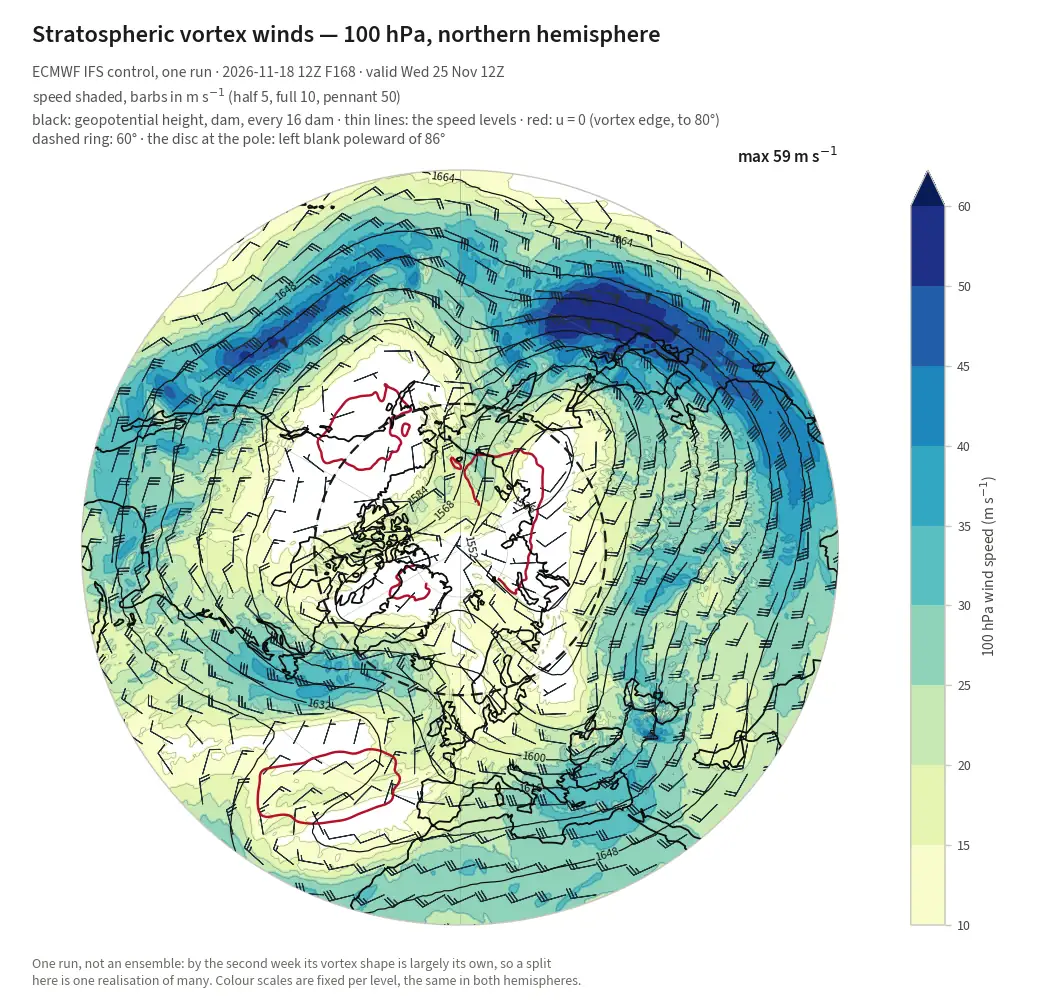 Stratospheric vortex winds — 100 hPa, northern hemisphere
ECMWF IFS control, one run · 2026-11-18 12Z F168 · valid Wed 25 Nov 12Z
speed shaded, barbs in m s⁻¹ (half 5, full 10, pennant 50)
black: geopotential height, dam, every 16 dam · thin lines: the speed levels · red: u = 0 (vortex edge, to 80°)
dashed ring: 60° · the disc at the pole: left blank poleward of 86°
max 59 m s⁻¹
1664
1664
1584
1568
1552
1632
1600
1648
60
50
45
40
35
30
25
20
15
10
100 hPa wind speed (m s⁻¹)
One run, not an ensemble: by the second week its vortex shape is largely its own, so a split
here is one realisation of many. Colour scales are fixed per level, the same in both hemispheres.